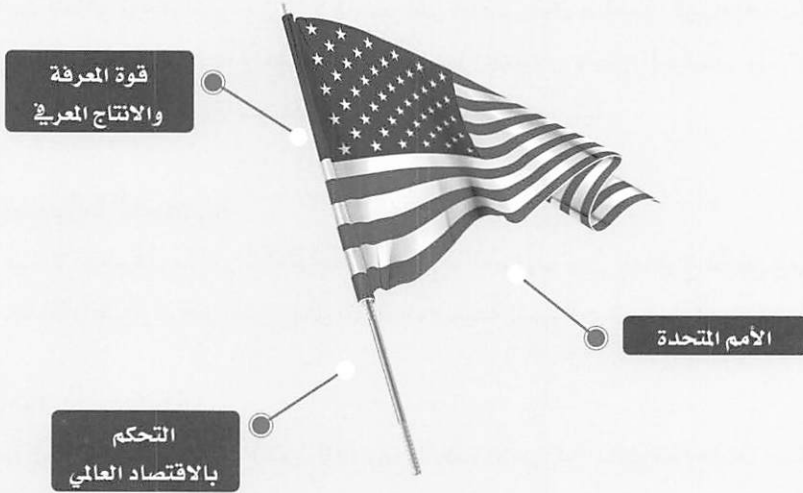 قوة المعرفة
والانتاج المعرفي
الأمم المتحدة
التحكم
بالاقتصاد العالمي